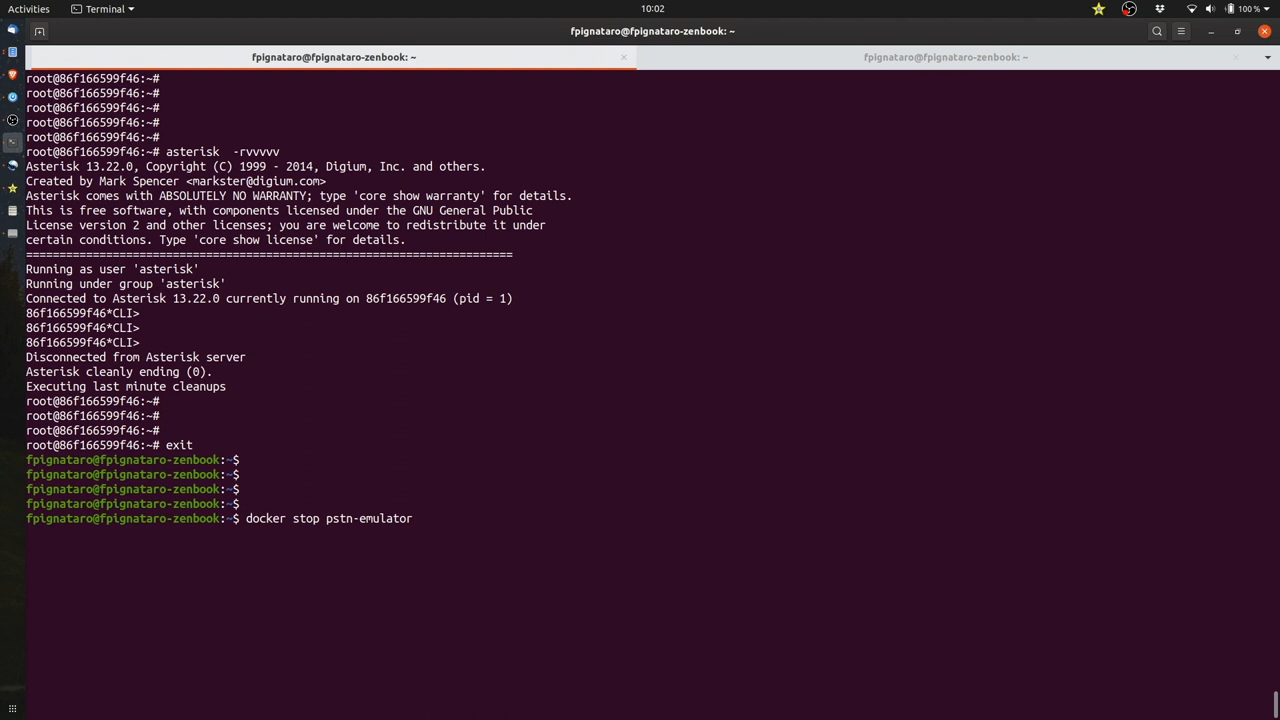 Activities Terminal 10:02 100 %
fpignataro@fpignataro-zenbook: ~
fpignataro@fpignataro-zenbook: ~ fpignataro@fpignataro-zenbook: ~
root@86f166599f46:~#
root@86f166599f46:~#
root@86f166599f46:~#
root@86f166599f46:~#
root@86f166599f46:~#
root@86f166599f46:~# asterisk  -rvvvvv
Asterisk 13.22.0, Copyright (C) 1999 - 2014, Digium, Inc. and others.
Created by Mark Spencer <markster@digium.com>
Asterisk comes with ABSOLUTELY NO WARRANTY; type 'core show warranty' for details.
This is free software, with components licensed under the GNU General Public
License version 2 and other licenses; you are welcome to redistribute it under
certain conditions. Type 'core show license' for details.
=========================================================================
Running as user 'asterisk'
Running under group 'asterisk'
Connected to Asterisk 13.22.0 currently running on 86f166599f46 (pid = 1)
86f166599f46*CLI>
86f166599f46*CLI>
86f166599f46*CLI>
Disconnected from Asterisk server
Asterisk cleanly ending (0).
Executing last minute cleanups
root@86f166599f46:~#
root@86f166599f46:~#
root@86f166599f46:~#
root@86f166599f46:~# exit
fpignataro@fpignataro-zenbook:~$
fpignataro@fpignataro-zenbook:~$
fpignataro@fpignataro-zenbook:~$
fpignataro@fpignataro-zenbook:~$
fpignataro@fpignataro-zenbook:~$ docker stop pstn-emulator